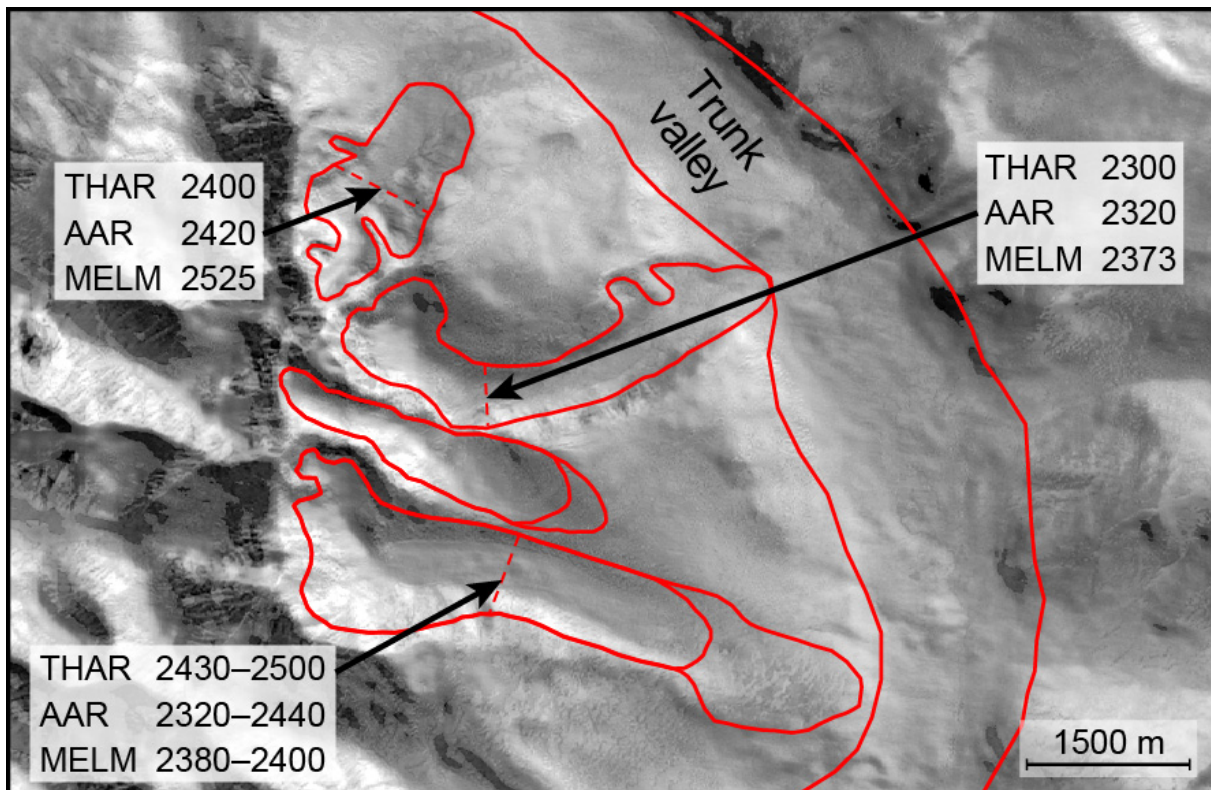 Trunk
valley
THAR 2400
AAR 2420
MELM 2525
THAR 2300
AAR 2320
MELM 2373
THAR 2430–2500
AAR 2320–2440
MELM 2380–2400
1500 m